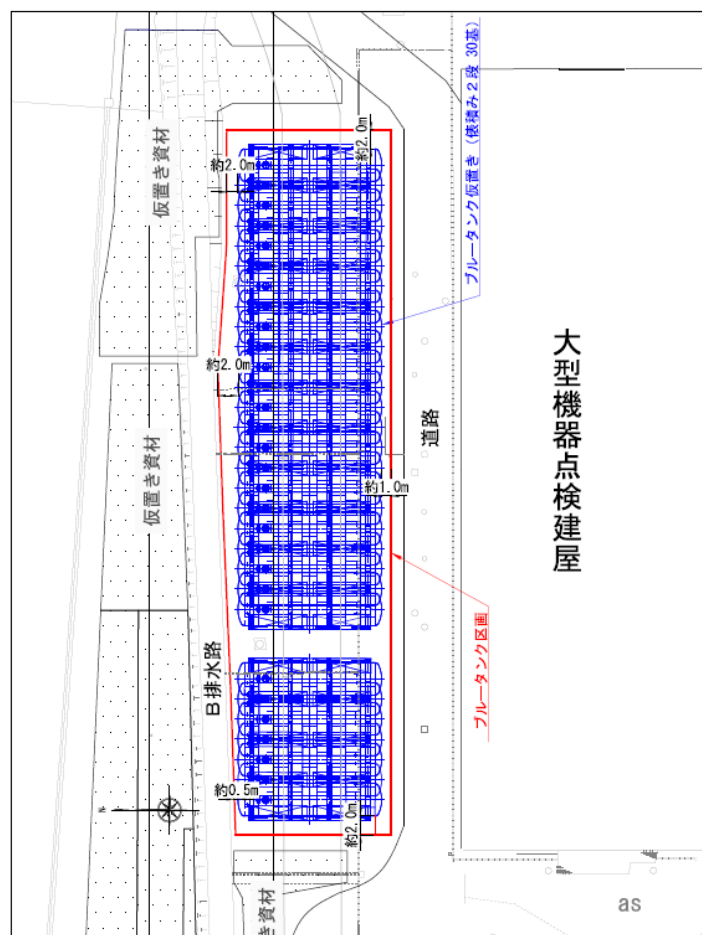 仮置き資材
約2.0m
約2.0m
ブルータンク仮置き(俵積み2段 30基)
約2.0m
大型機器点検建屋
道路
仮置き資材
約1.0m
ブルータンク区画
B排水路
約0.5m
約2.0m
き資材
as